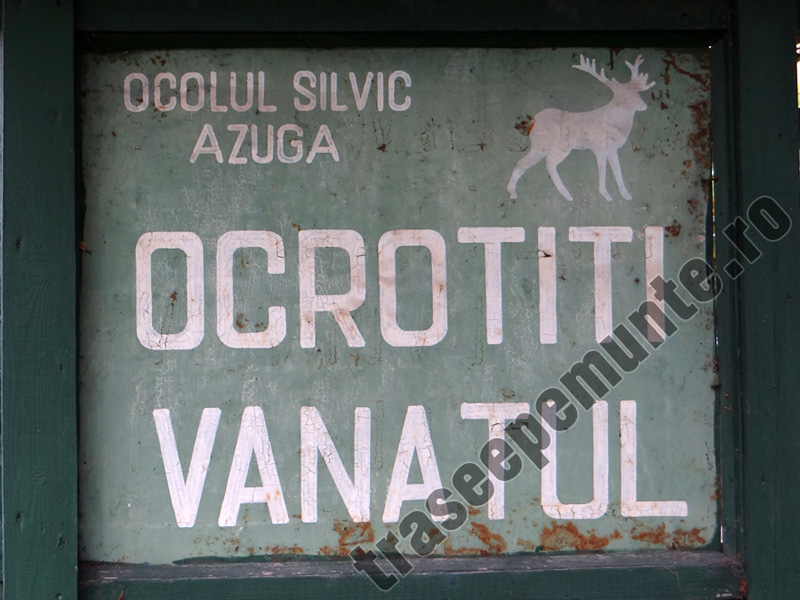 OCOLUL SILVIC
AZUGA
OCROTITI
VANATUL
traseepemunte.ro